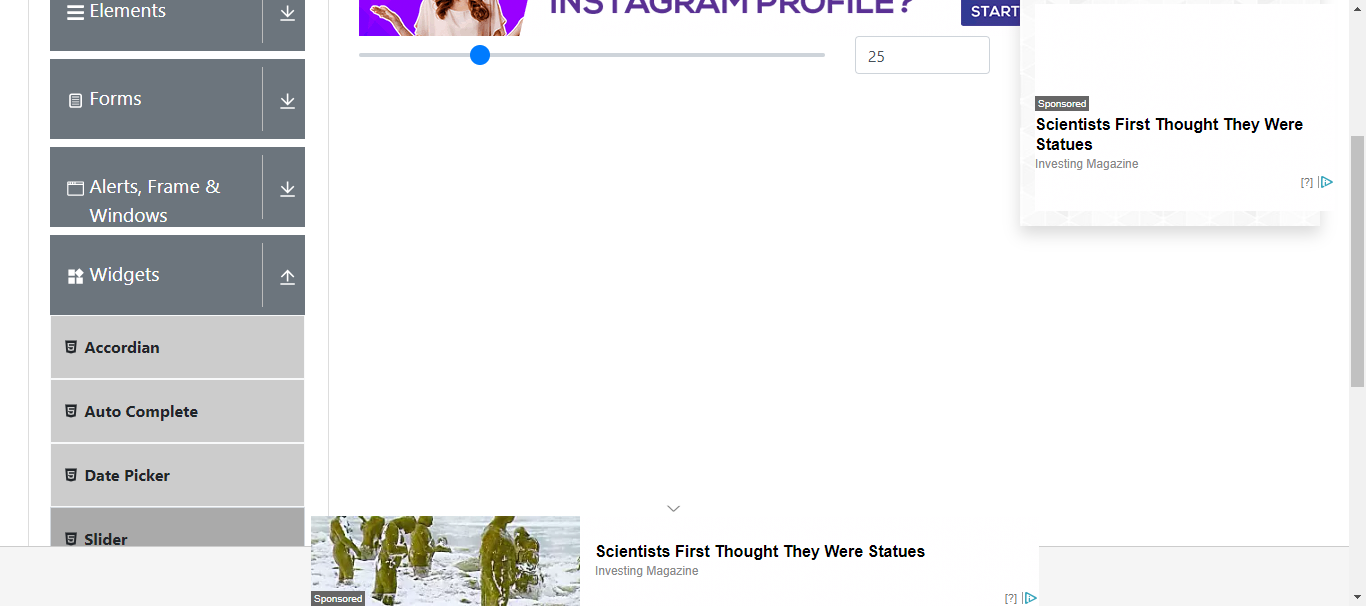 Elements
INSTAGRAM PROFILE?
START
25
Forms
Alerts, Frame &
Windows
Widgets
Accordian
Auto Complete
Date Picker
Slider
Sponsored
Scientists First Thought They Were
Statues
Investing Magazine
[?]
Scientists First Thought They Were Statues
Investing Magazine
Sponsored
[?]